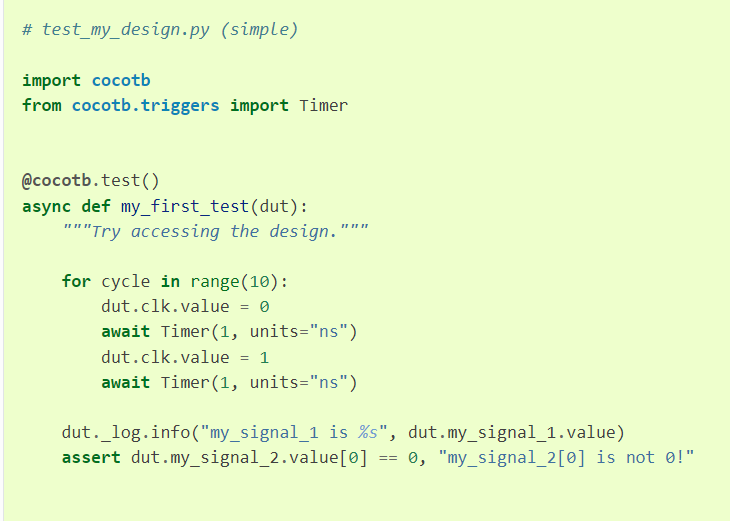 # test_my_design.py (simple)
import cocotb
from cocotb.triggers import Timer
@cocotb.test()
async def my_first_test(dut):
    """Try accessing the design."""
    for cycle in range(10):
        dut.clk.value = 0
        await Timer(1, units="ns")
        dut.clk.value = 1
        await Timer(1, units="ns")
    dut._log.info("my_signal_1 is %s", dut.my_signal_1.value)
    assert dut.my_signal_2.value[0] == 0, "my_signal_2[0] is not 0!"